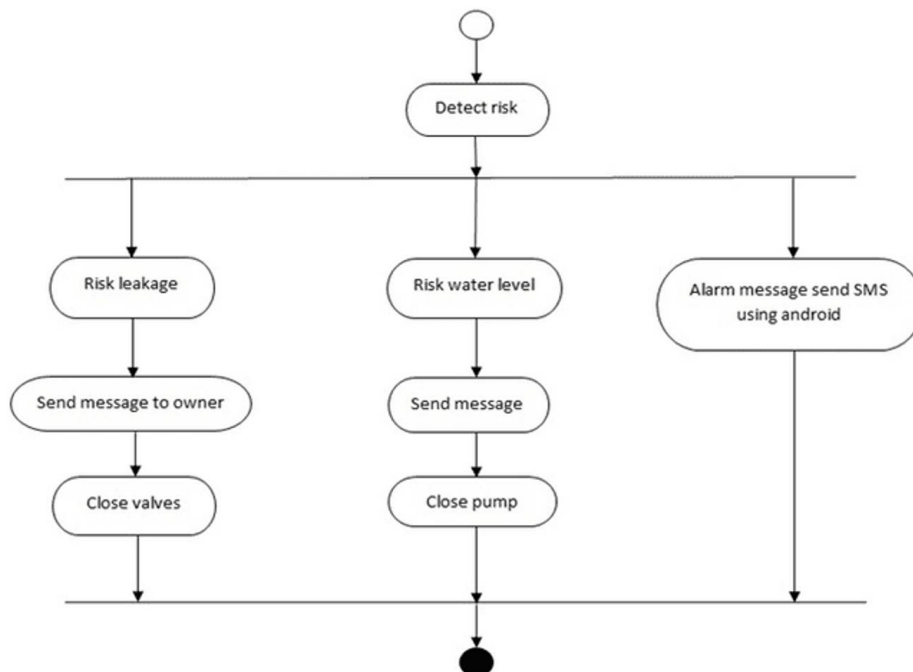 Detect risk
Risk leakage
Risk water level
Alarm message send SMS
using android
Send message to owner
Send message
Close valves
Close pump